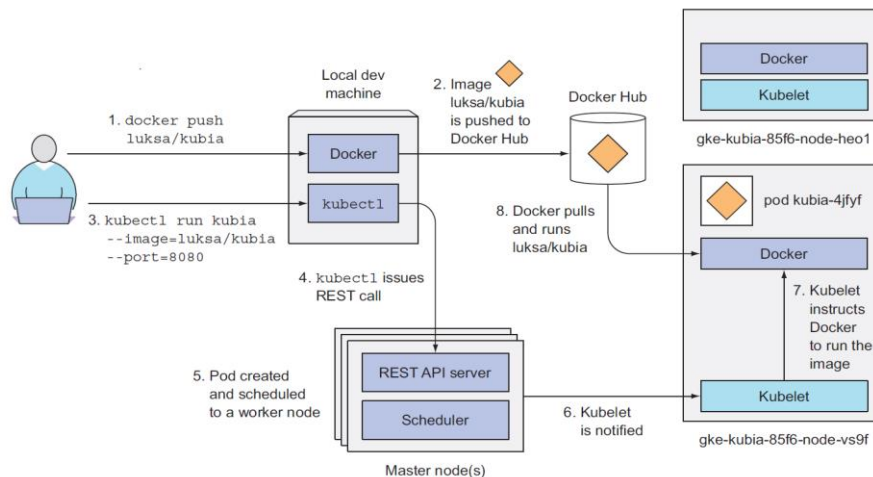 1. docker push
luksa/kubia
Local dev
machine
Docker
kubectl
2. Image
luksa/kubia
is pushed to
Docker Hub
Docker Hub
Docker
Kubelet
gke-kubia-85f6-node-heo1
3. kubectl run kubia
--image=luksa/kubia
--port=8080
4. kubectl issues
REST call
5. Pod created
and scheduled
to a worker node
REST API server
Scheduler
Master node(s)
6. Kubelet
is notified
pod kubia-4jfyf
Docker
7. Kubelet
instructs
Docker
to run the
image
Kubelet
gke-kubia-85f6-node-vs9f
8. Docker pulls
and runs
luksa/kubia